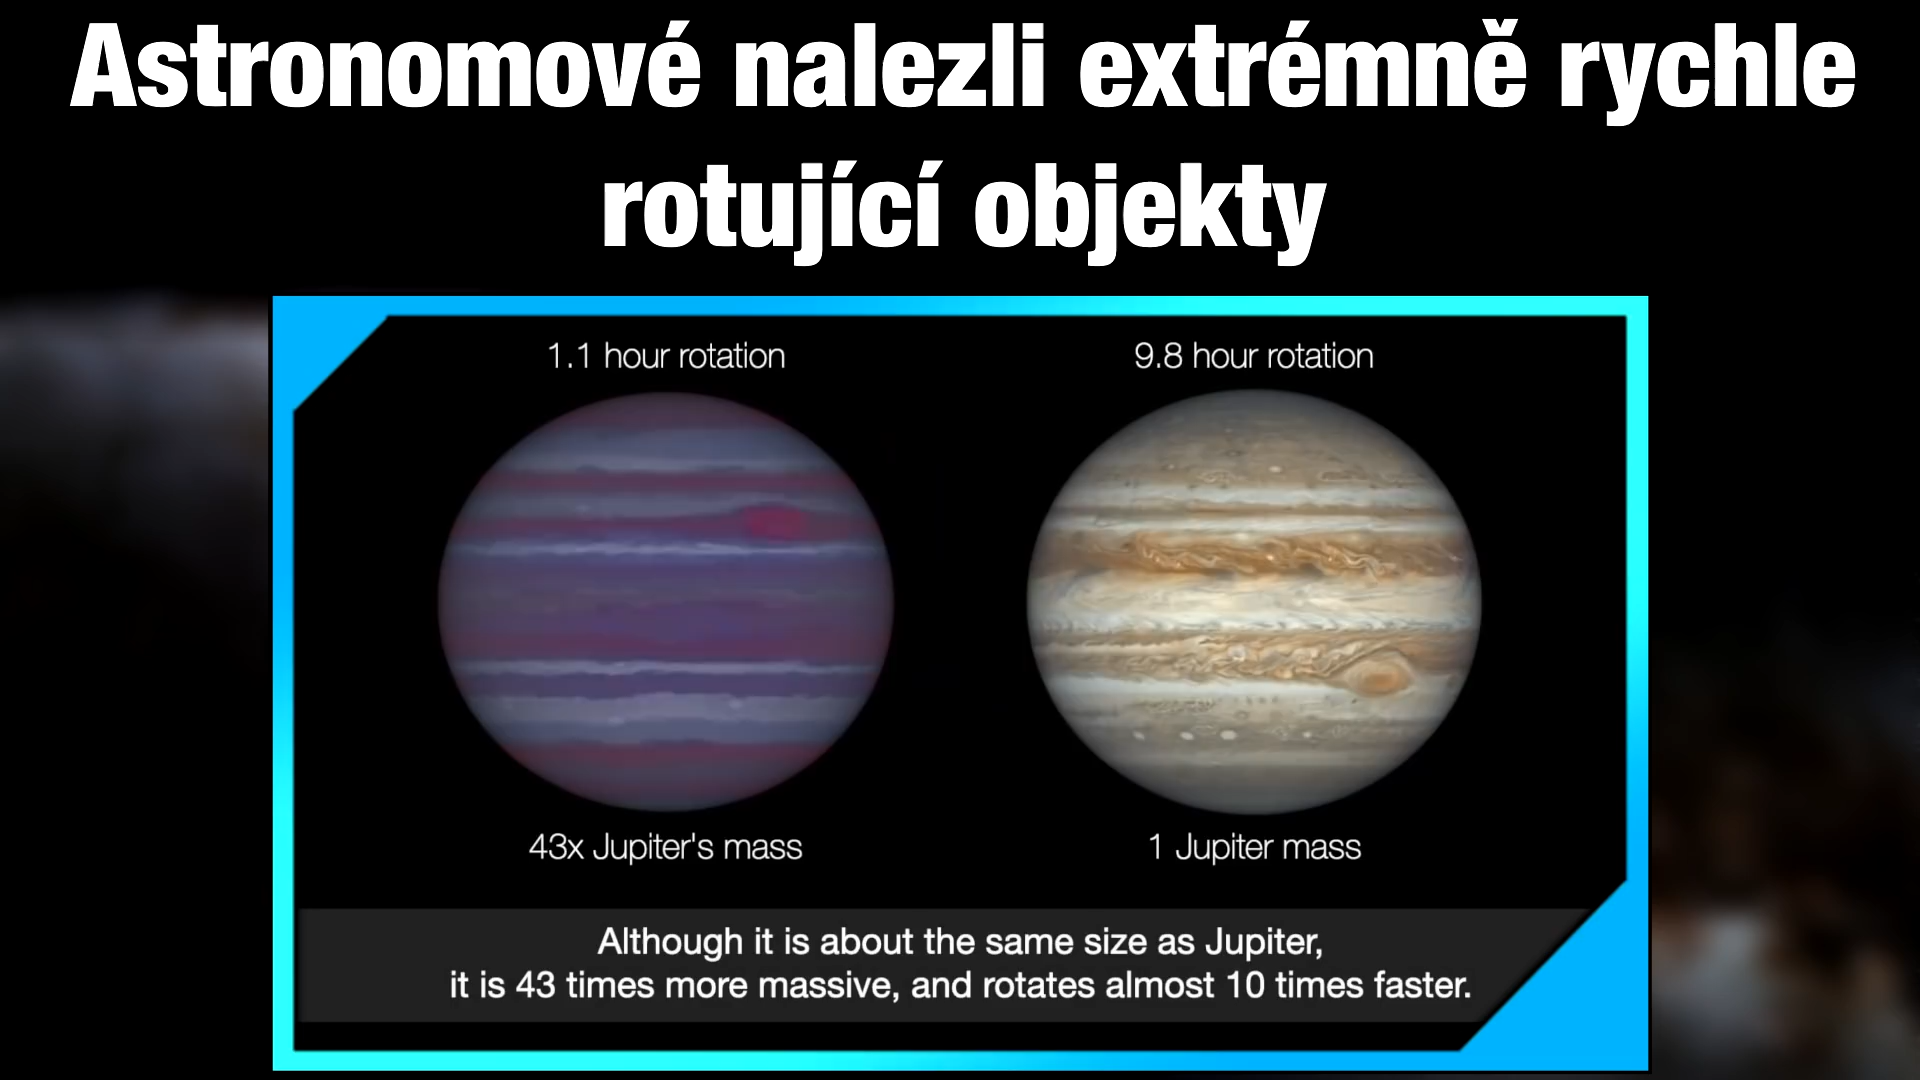 Astronomové nalezli extrémně rychle
rotující objekty
1.1 hour rotation
9.8 hour rotation
43x Jupiter's mass
1 Jupiter mass
Although it is about the same size as Jupiter,
it is 43 times more massive, and rotates almost 10 times faster.